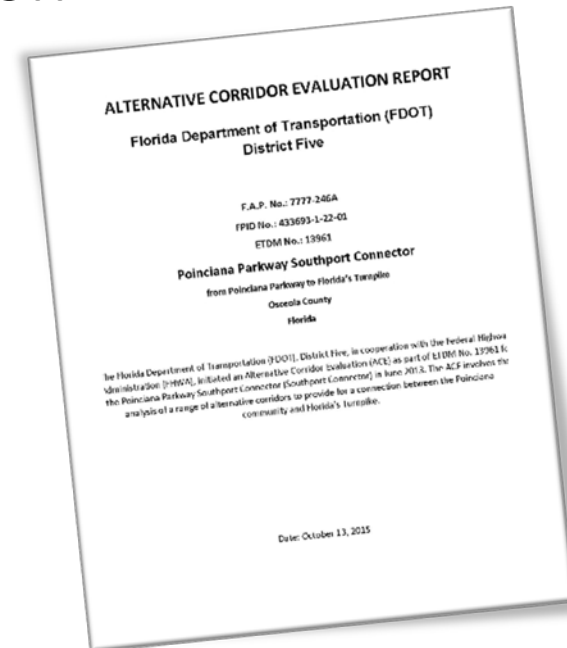 ALTERNATIVE CORRIDOR EVALUATION REPORT
Florida Department of Transportation (FDOT)
District Five
F.A.P. No.: 7777-246A
FPID No.: 433693-1-22-01
ETDM No.: 13961
Poinciana Parkway Southport Connector
from Poinciana Parkway to Florida's Turnpike
Osceola County
Florida
he Florida Department of Transportation (FDOT), District Five, in cooperation with the Federal Highwa
dministration (FHWA), initiated an Alternative Corridor Evaluation (ACE) as part of ETDM No. 13961 fo
the Poinciana Parkway Southport Connector (Southport Connector) in June 2013. The ACE involves the
analysis of a range of alternative corridors to provide for a connection between the Poinciana
community and Florida's Turnpike.
Date: October 13, 2015